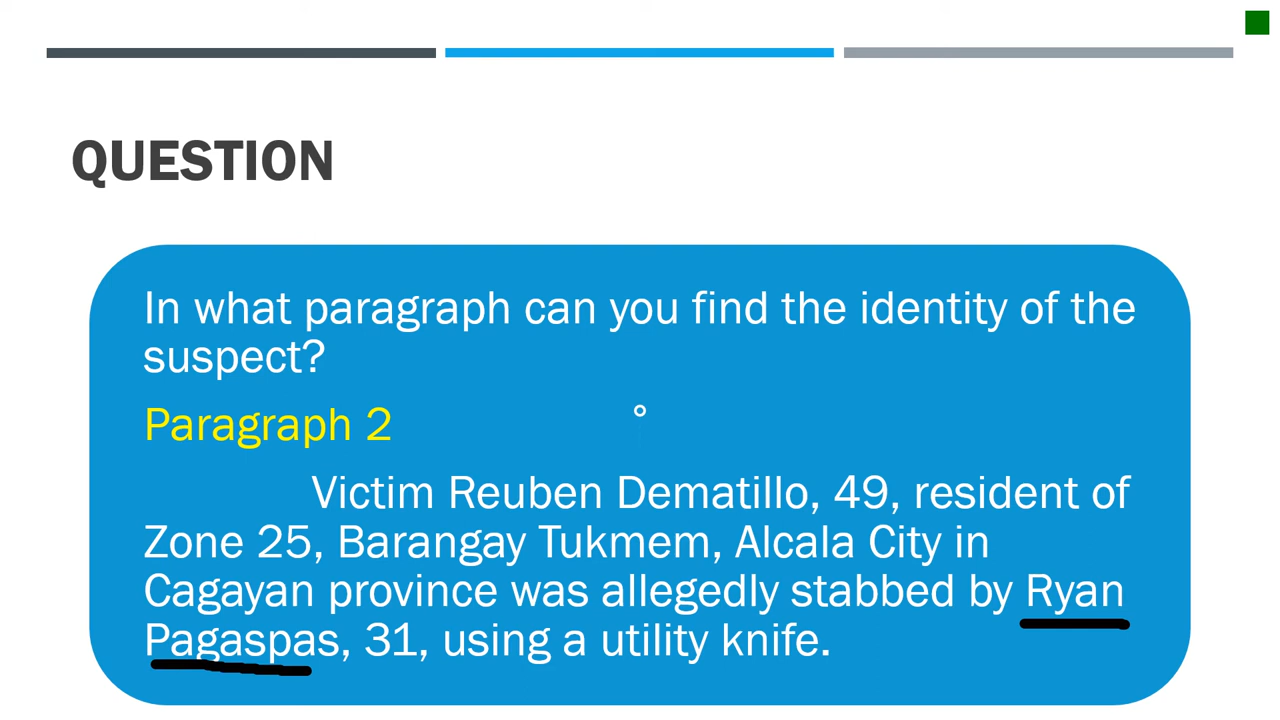 QUESTION
In what paragraph can you find the identity of the
suspect?
Paragraph 2
Victim Reuben Dematillo, 49, resident of
Zone 25, Barangay Tukmem, Alcala City in
Cagayan province was allegedly stabbed by Ryan
Pagaspas, 31, using a utility knife.